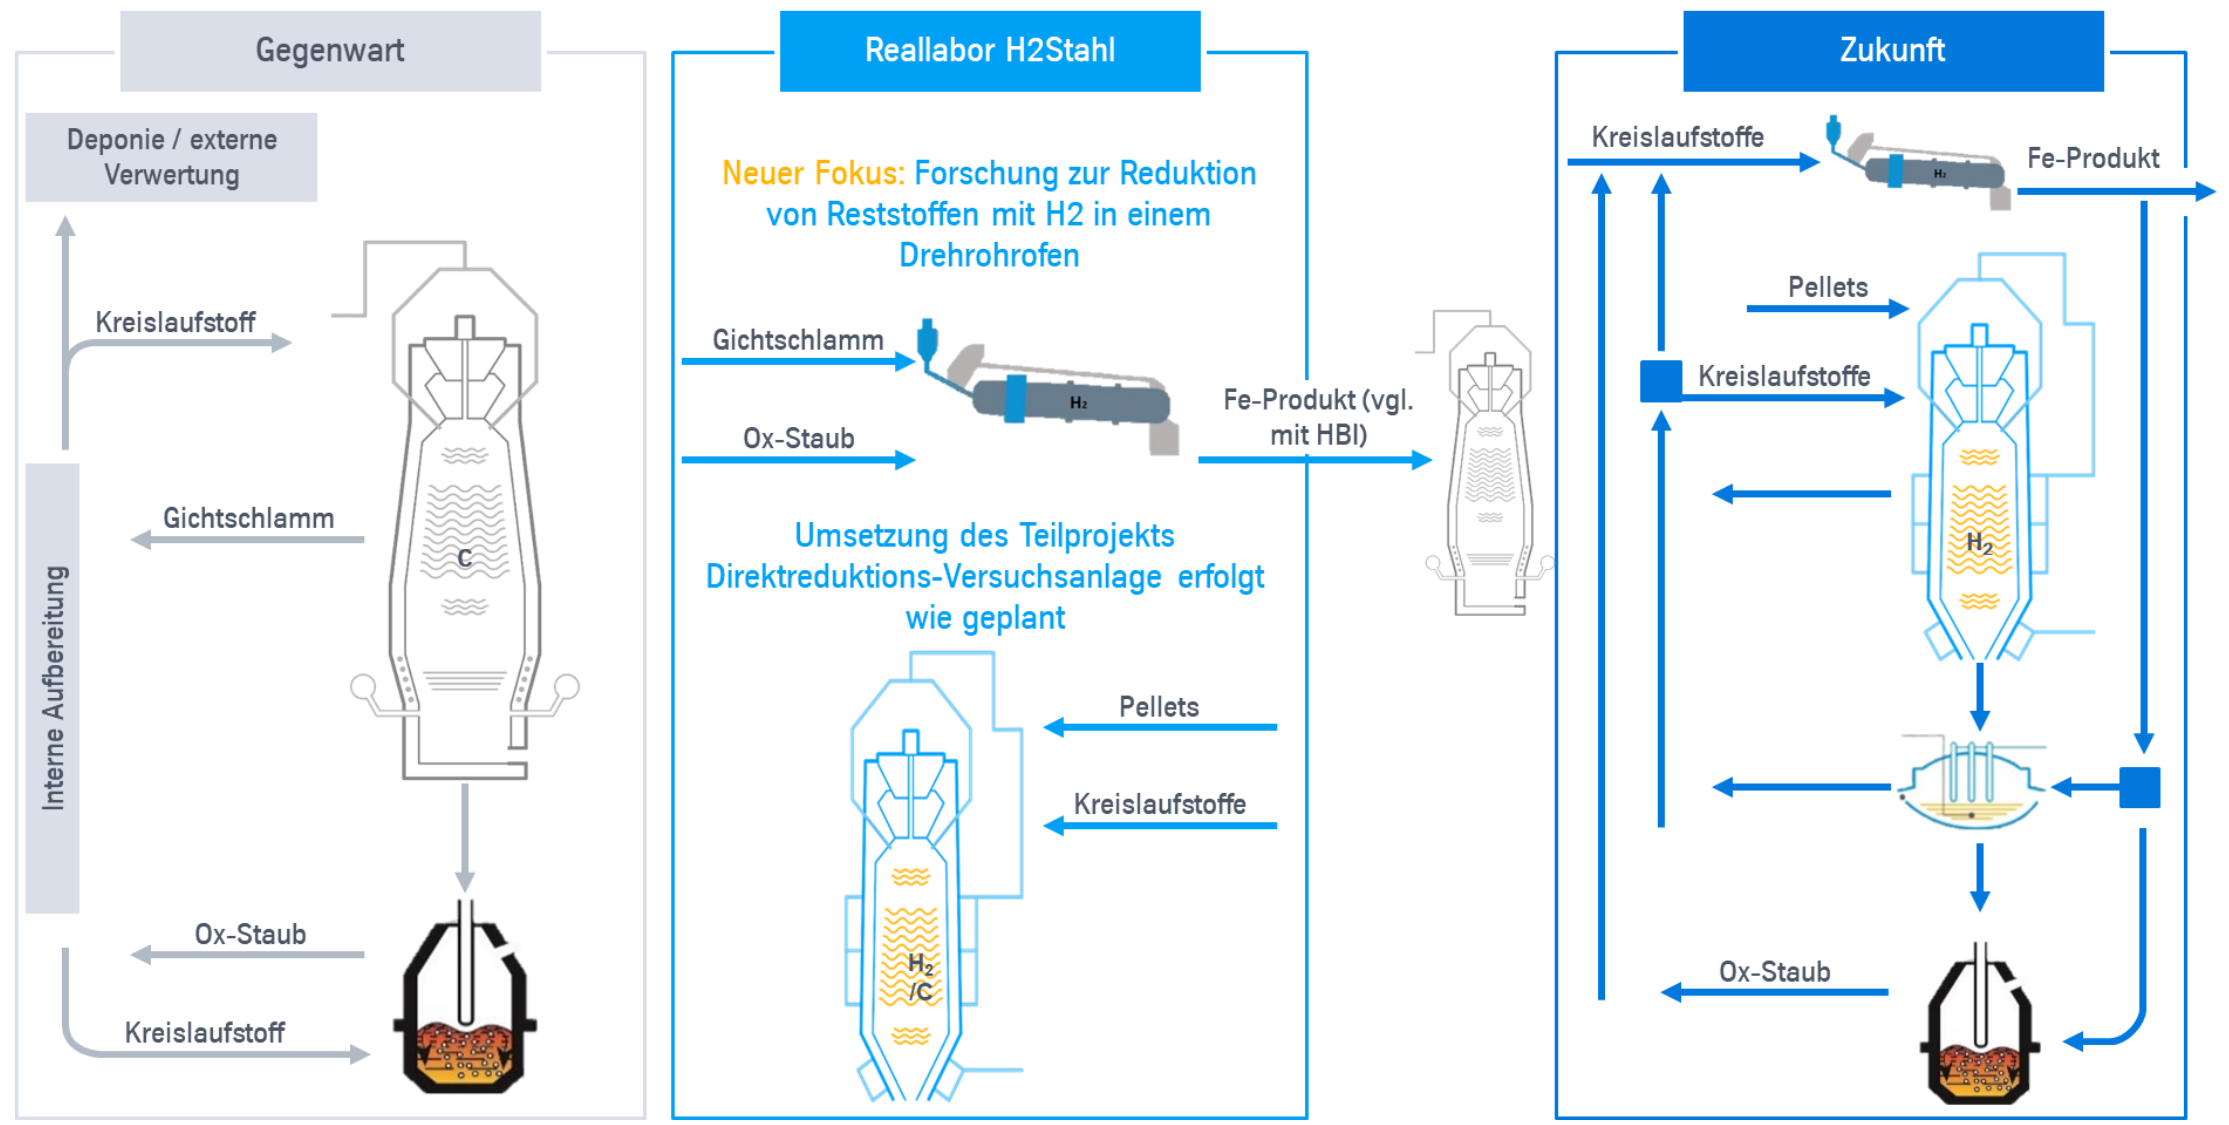 Gegenwart
Deponie / externe
Verwertung
Kreislaufstoff
Gichtschlamm
C
Interne Aufbereitung
Ox-Staub
Kreislaufstoff
Reallabor H2Stahl
Neuer Fokus: Forschung zur Reduktion
von Reststoffen mit H2 in einem
Drehrohrofen
Gichtschlamm
H₂
Ox-Staub
Fe-Produkt (vgl.
mit HBI)
Umsetzung des Teilprojekts
Direktreduktions-Versuchsanlage erfolgt
wie geplant
Pellets
Kreislaufstoffe
H₂
/C
Zukunft
Kreislaufstoffe
H₂
Fe-Produkt
Pellets
Kreislaufstoffe
H₂
Ox-Staub